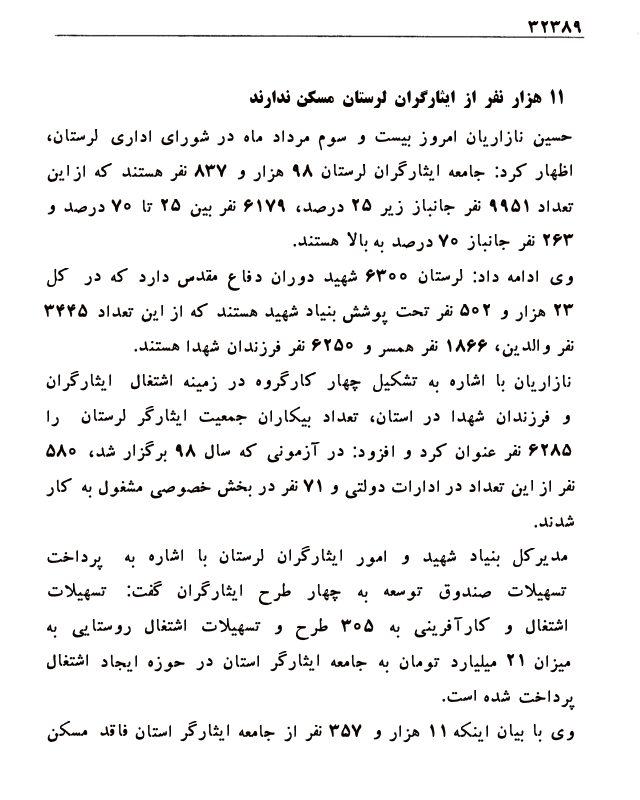 ۳۲۳۸۹
۱۱ هزار نفر از ایثارگران لرستان مسکن ندارند
حسین نازاریان امروز بیست و سوم مرداد ماه در شورای اداری لرستان،
اظهار کرد: جامعه ایثارگران لرستان ۹۸ هزار و ۸۳۷ نفر هستند که ازاین
تعداد ۹۹۵۱ نفر جانباز زیر ۲۵ درصد، ۶۱۷۹ نفر بین ۲۵ تا ۷۰ درصد و
۲۶۳ نفر جانباز ۷۰ درصد به بالا هستند.
وی ادامه داد: لرستان ۶۳۰۰ شهید دوران دفاع مقدس دارد که در کل
۲۳ هزار و ۵۰۲ نفر تحت پوشش بنیاد شهید هستند که از این تعداد ۳۴۴۵
نفر والدین، ۱۸۶۶ نفر همسر و ۶۲۵۰ نفر فرزندان شهدا هستند.
نازاریان با اشاره به تشکیل چهار کارگروه در زمینه اشتغال ایثارگران
و فرزندان شهدا در استان، تعداد بیکاران جمعیت ایثارگر لرستان را
۶۲۸۵ نفر عنوان کرد و افزود: در آزمونی که سال ۹۸ برگزار شد، ۵۸۰
نفر از این تعداد در ادارات دولتی و ۷۱ نفر در بخش خصوصی مشغول به کار
شدند.
مدیرکل بنیاد شهید و امور ایثارگران لرستان با اشاره به پرداخت
تسهیلات صندوق توسعه به چهار طرح ایثارگران گفت: تسهیلات
اشتغال و کارآفرینی به ۳۰۵ طرح و تسهیلات اشتغال روستایی به
میزان ۲۱ میلیارد تومان به جامعه ایثارگر استان در حوزه ایجاد اشتغال
پرداخت شده است.
وی با بیان اینکه ۱۱ هزار و ۳۵۷ نفر از جامعه ایثارگر استان فاقد مسکن